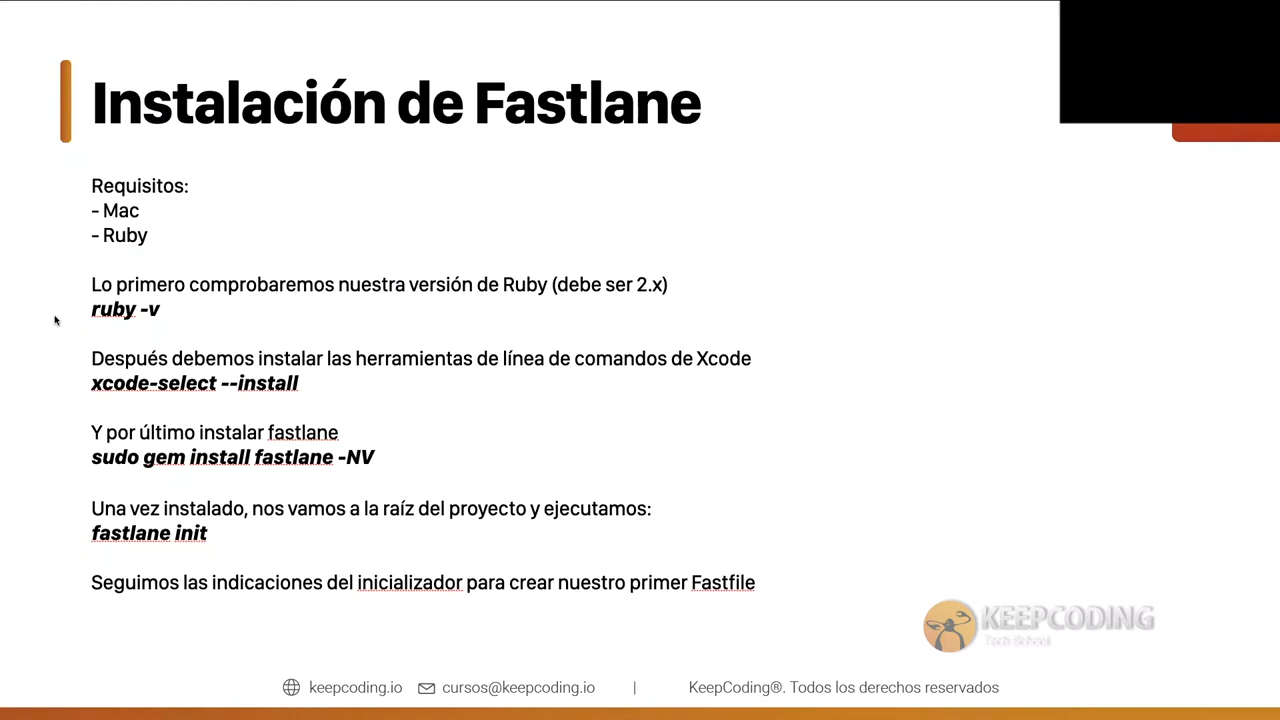 Instalación de Fastlane
Requisitos:
- Mac
- Ruby
Lo primero comprobaremos nuestra versión de Ruby (debe ser 2.x)
ruby -v
Después debemos instalar las herramientas de línea de comandos de Xcode
xcode-select --install
Y por último instalar fastlane
sudo gem install fastlane -NV
Una vez instalado, nos vamos a la raíz del proyecto y ejecutamos:
fastlane init
Seguimos las indicaciones del inicializador para crear nuestro primer Fastfile
KEEPCODING
Tech School
keepcoding.io cursos@keepcoding.io | KeepCoding®. Todos los derechos reservados